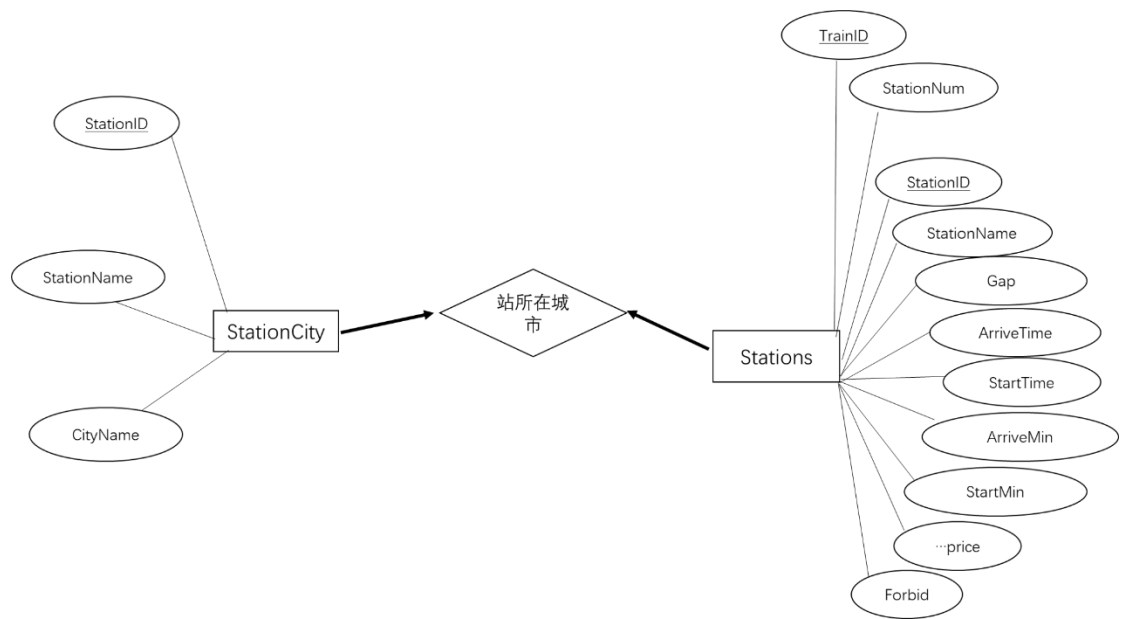 TrainID
StationNum
StationID
StationID
StationName
StationName
Gap
站所在城
市
StationCity
ArriveTime
Stations
StartTime
CityName
ArriveMin
StartMin
…price
Forbid